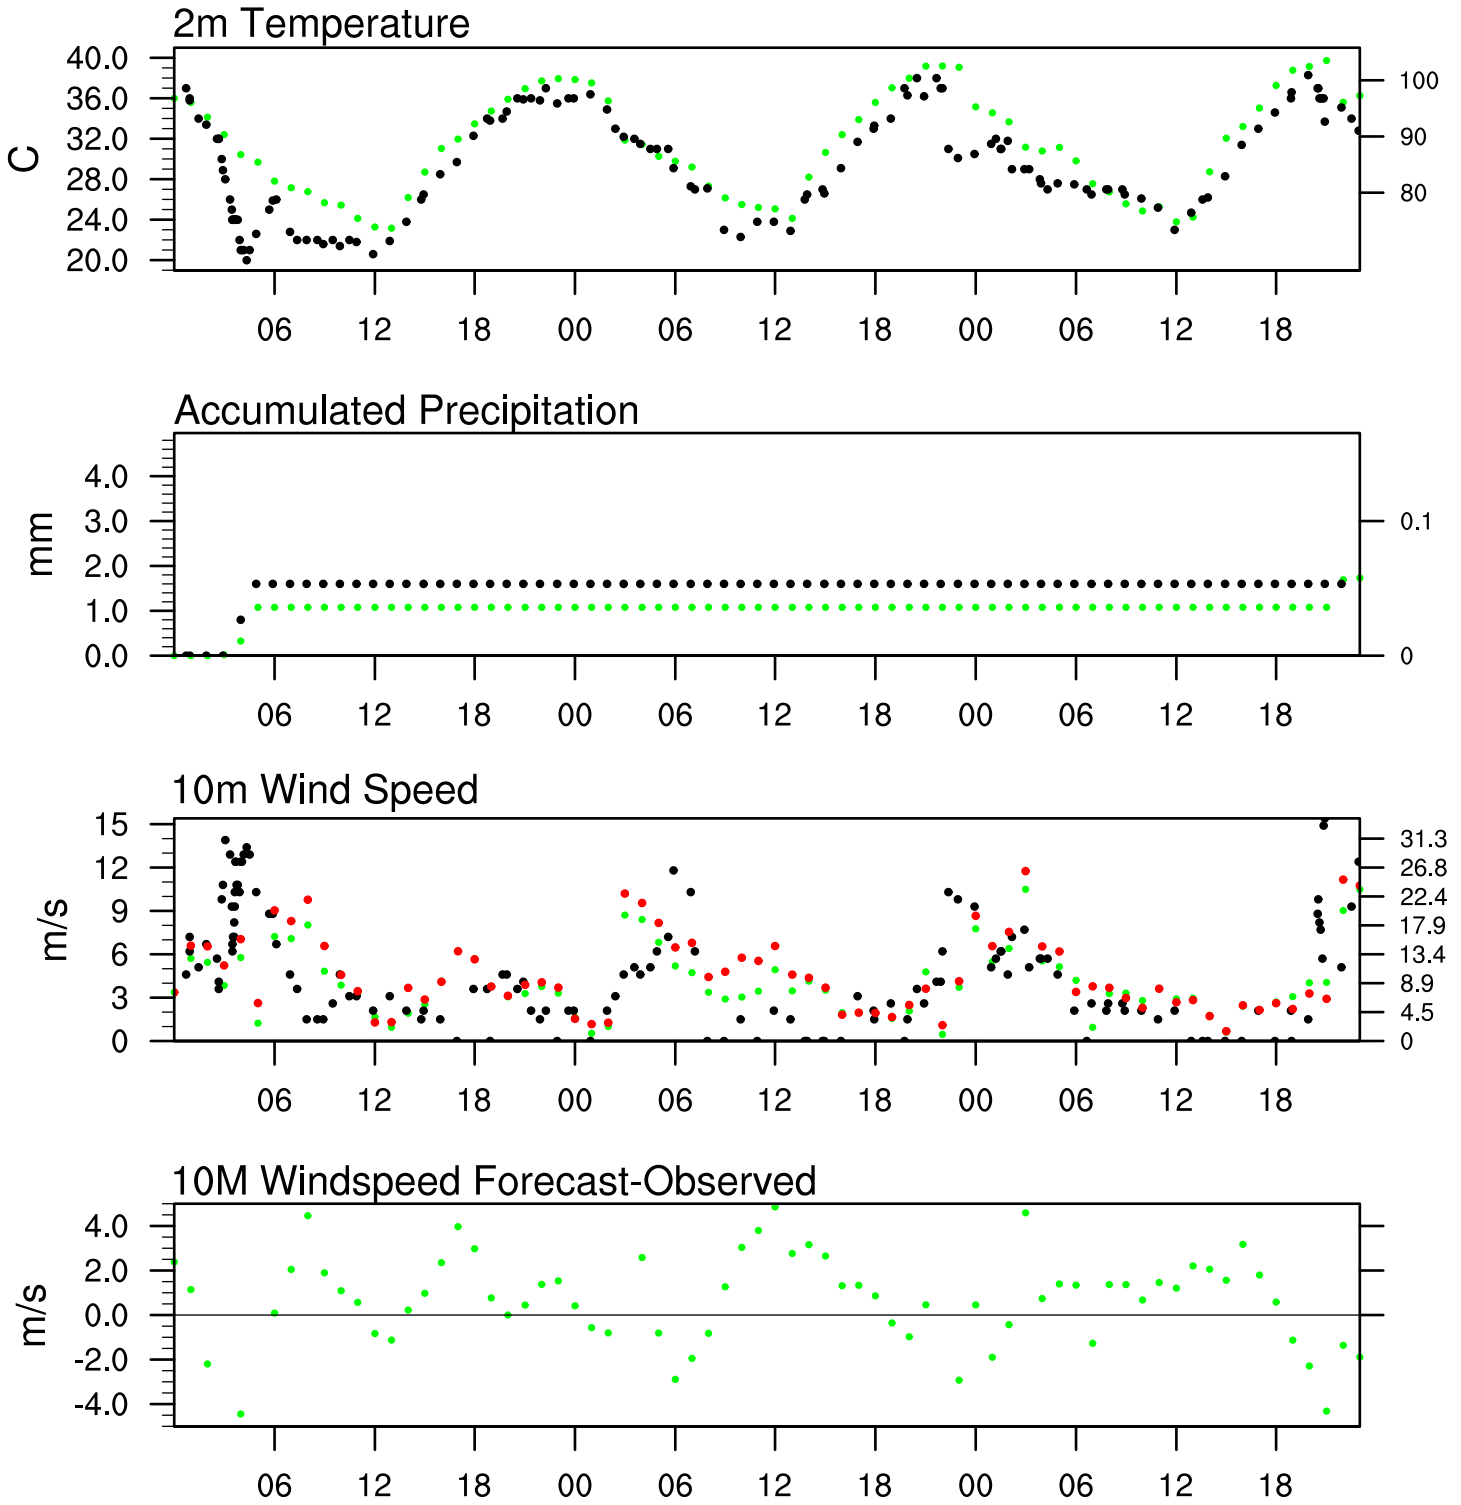 2m Temperature
40.0
36.0
32.0
28.0
24.0
20.0
C
100
90
80
06 12 18 00 06 12 18 00 06 12 18
Accumulated Precipitation
4.0
3.0
2.0
1.0
0.0
mm
0.1
0
06 12 18 00 06 12 18 00 06 12 18
10m Wind Speed
15
12
9
6
3
0
m/s
31.3
26.8
22.4
17.9
13.4
8.9
4.5
0
06 12 18 00 06 12 18 00 06 12 18
10M Windspeed Forecast-Observed
4.0
2.0
0.0
-2.0
-4.0
m/s
06 12 18 00 06 12 18 00 06 12 18